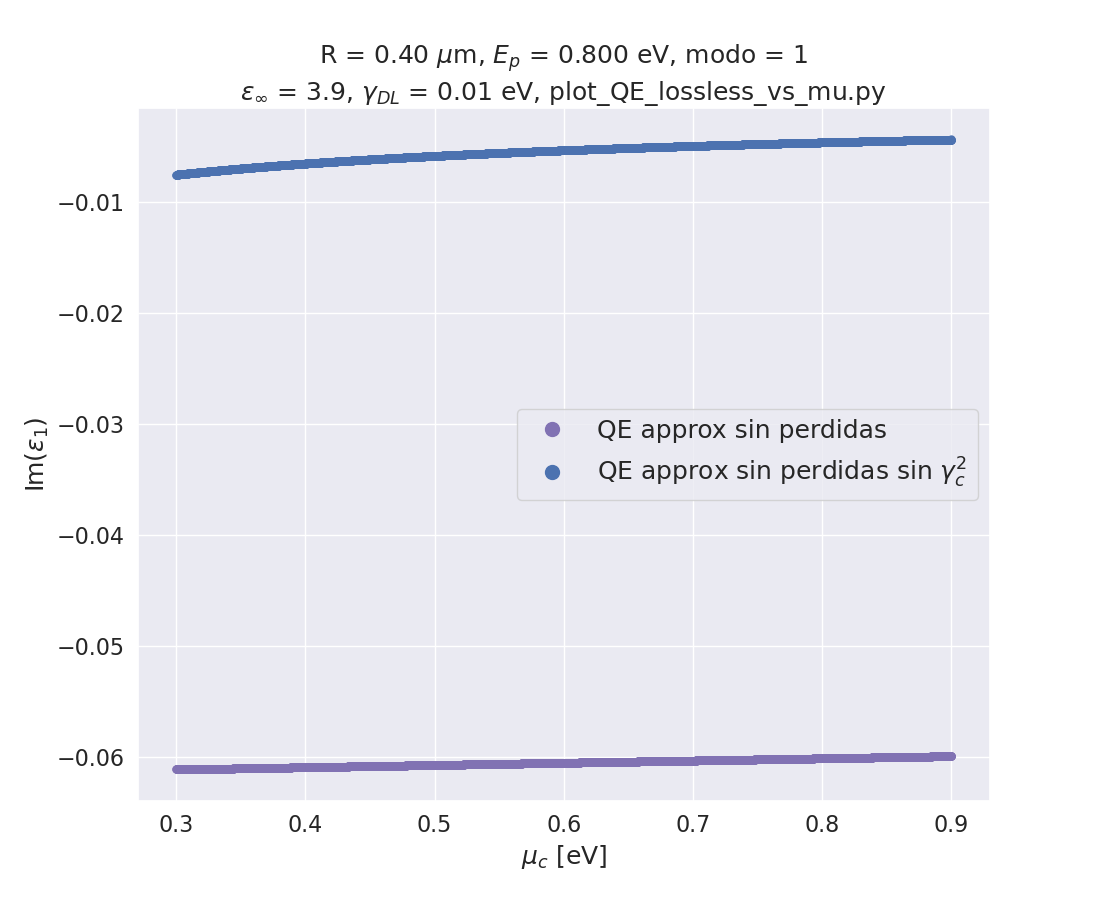 R = 0.40 μm, E_p = 0.800 eV, modo = 1
ε_∞ = 3.9, γ_DL = 0.01 eV, plot_QE_lossless_vs_mu.py
Im(ε_1)
−0.01
−0.02
−0.03
−0.04
−0.05
−0.06
QE approx sin perdidas
QE approx sin perdidas sin γ_c^2
0.3 0.4 0.5 0.6 0.7 0.8 0.9
μ_c [eV]